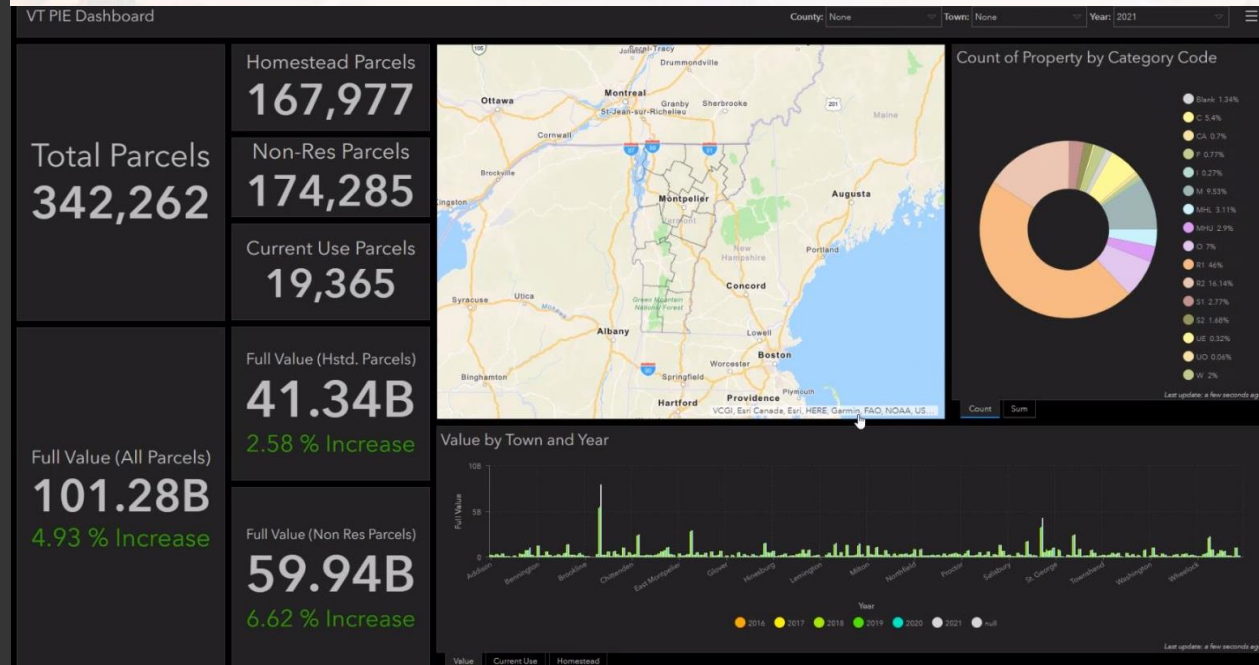 VT PIE Dashboard
County: None
Town: None
Year: 2021
Total Parcels
342,262
Full Value (All Parcels)
101.28B
4.93 % Increase
Homestead Parcels
167,977
Non-Res Parcels
174,285
Current Use Parcels
19,365
Full Value (Hstd. Parcels)
41.34B
2.58 % Increase
Full Value (Non Res Parcels)
59.94B
6.62 % Increase
Drummondville
Ottawa
Montreal
Granby
Sherbrooke
St-Jean-sur-Richelieu
Cornwall
Maine
Brockville
Kingston
Montpelier
Vermont
Augusta
New
Hampshire
Portland
Concord
Syracuse
Utica
Green Mountain
National Forest
Albany
Lowell
Boston
Worcester
Binghamton
Springfield
Plymouth
Hartford
Providence
VCGI, Esri Canada, Esri, HERE, Garmin, FAO, NOAA, US...
Count of Property by Category Code
Blank 1.34%
C 5.4%
CA 0.7%
F 0.77%
I 0.27%
M 9.53%
MHL 3.11%
MHU 2.9%
O 7%
R1 46%
R2 16.14%
S1 2.77%
S2 1.68%
UE 0.32%
UO 0.06%
W 2%
Last update: a few seconds ag
Count
Sum
Value by Town and Year
Full Value
10B
5B
0
Addison
Bennington
Brookline
Chittenden
East Montpelier
Glover
Hinesburg
Lemington
Milton
Northfield
Proctor
Salisbury
St. George
Townshend
Washington
Wheelock
Year
2016
2017
2018
2019
2020
2021
null
Last update: a few seconds ag
Value
Current Use
Homestead